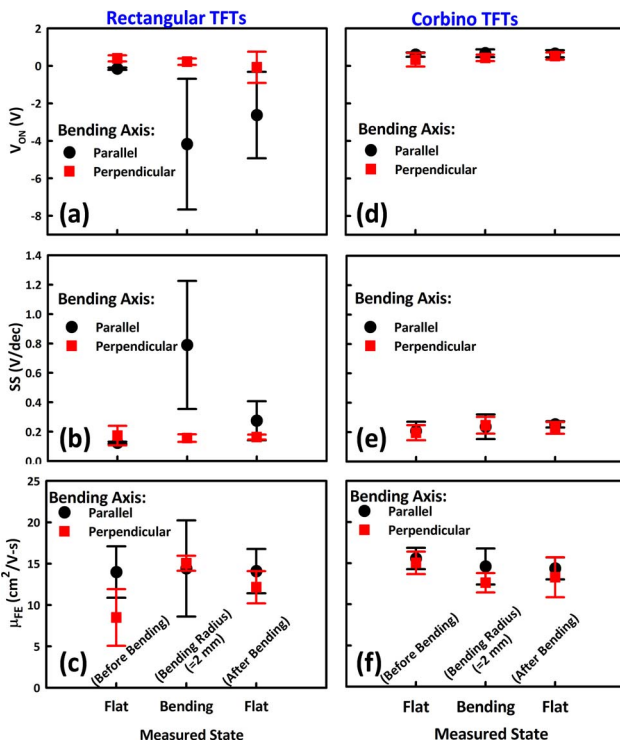 Rectangular TFTs
Corbino TFTs
2
0
-2
-4
-6
-8
V_ON (V)
Bending Axis:
Parallel
Perpendicular
(a)
Bending Axis:
Parallel
Perpendicular
(d)
1.4
1.2
1.0
0.8
0.6
0.4
0.2
0.0
SS (V/dec)
Bending Axis:
Parallel
Perpendicular
(b)
Bending Axis:
Parallel
Perpendicular
(e)
25
20
15
10
5
0
μ_FE (cm²/V-s)
Bending Axis:
Parallel
Perpendicular
(Before Bending)
(Bending Radius)
(=2 mm)
(After Bending)
(c)
Bending Axis:
Parallel
Perpendicular
(Before Bending)
(Bending Radius)
(=2 mm)
(After Bending)
(f)
Flat Bending Flat
Measured State
Flat Bending Flat
Measured State